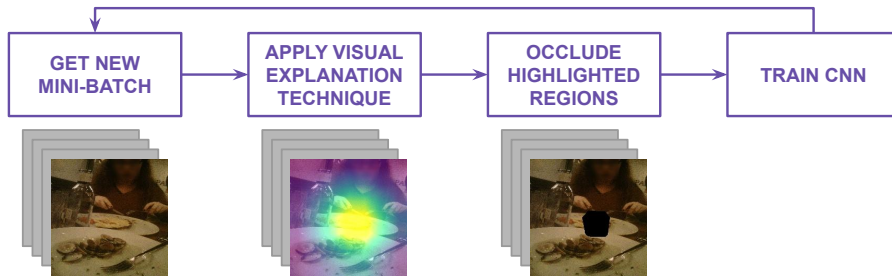 GET NEW
MINI-BATCH
APPLY VISUAL
EXPLANATION
TECHNIQUE
OCCLUDE
HIGHLIGHTED
REGIONS
TRAIN CNN